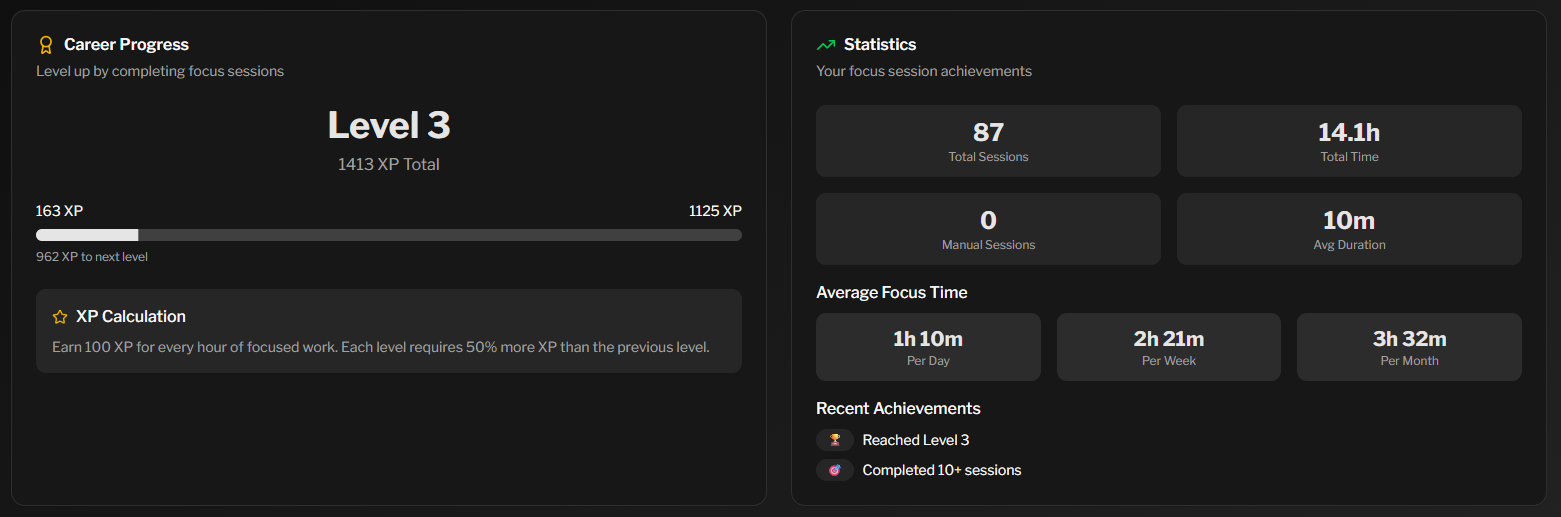 Career Progress
Level up by completing focus sessions
Level 3
1413 XP Total
163 XP
1125 XP
962 XP to next level
XP Calculation
Earn 100 XP for every hour of focused work. Each level requires 50% more XP than the previous level.
Statistics
Your focus session achievements
87
Total Sessions
14.1h
Total Time
0
Manual Sessions
10m
Avg Duration
Average Focus Time
1h 10m
Per Day
2h 21m
Per Week
3h 32m
Per Month
Recent Achievements
Reached Level 3
Completed 10+ sessions